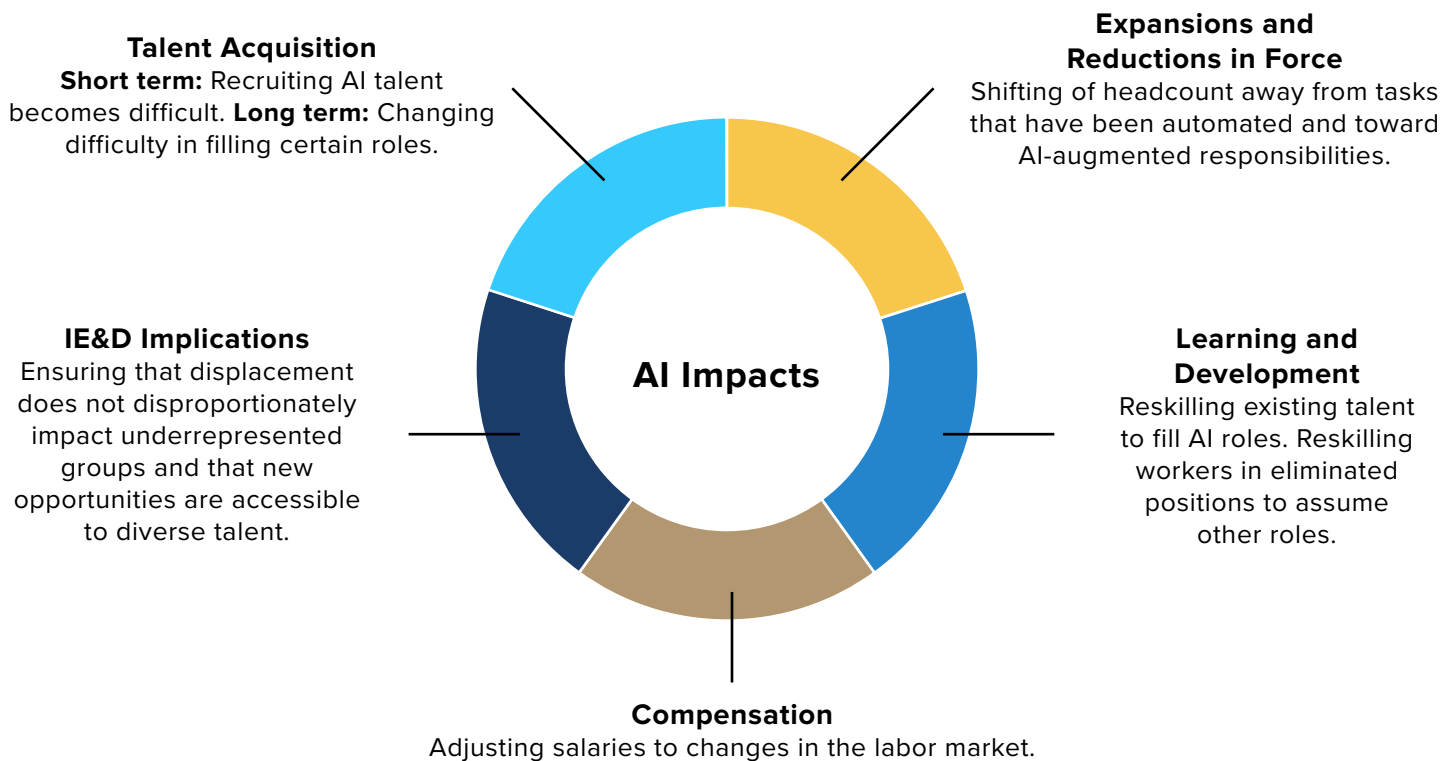 Talent Acquisition
Short term: Recruiting AI talent
becomes difficult. Long term: Changing
difficulty in filling certain roles.
Expansions and
Reductions in Force
Shifting of headcount away from tasks
that have been automated and toward
AI-augmented responsibilities.
IE&D Implications
Ensuring that displacement
does not disproportionately
impact underrepresented
groups and that new
opportunities are accessible
to diverse talent.
AI Impacts
Learning and
Development
Reskilling existing talent
to fill AI roles. Reskilling
workers in eliminated
positions to assume
other roles.
Compensation
Adjusting salaries to changes in the labor market.